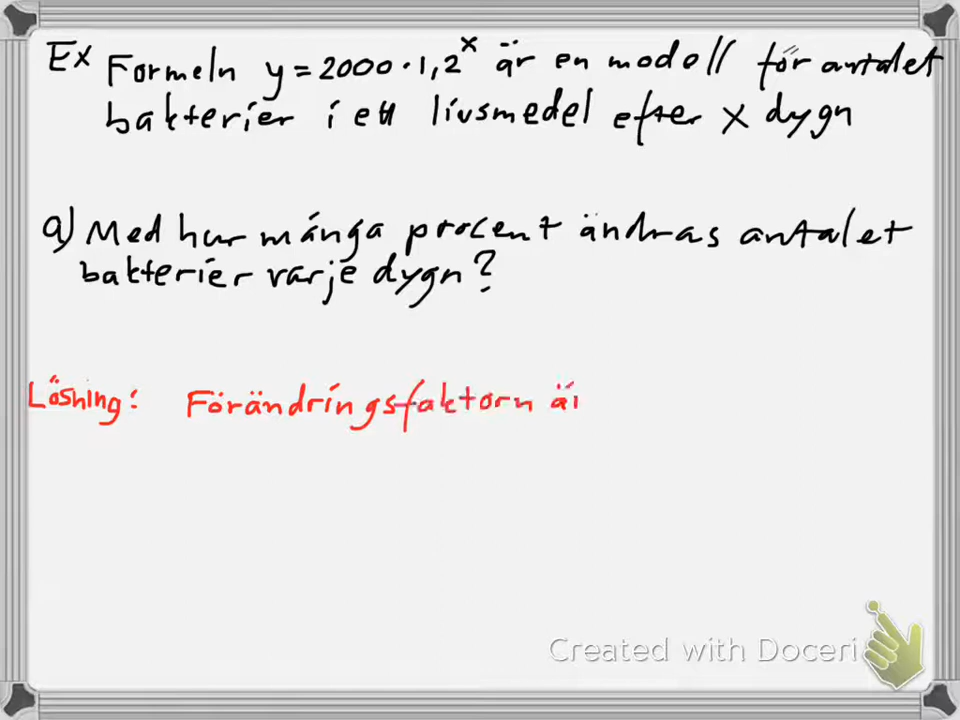 Ex Formeln y = 2000 · 1,2^x är en modell för antalet
bakterier i ett livsmedel efter x dygn
a) Med hur många procent ändras antalet
bakterier varje dygn?
Lösning: Förändringsfaktorn är
Created with Doceri